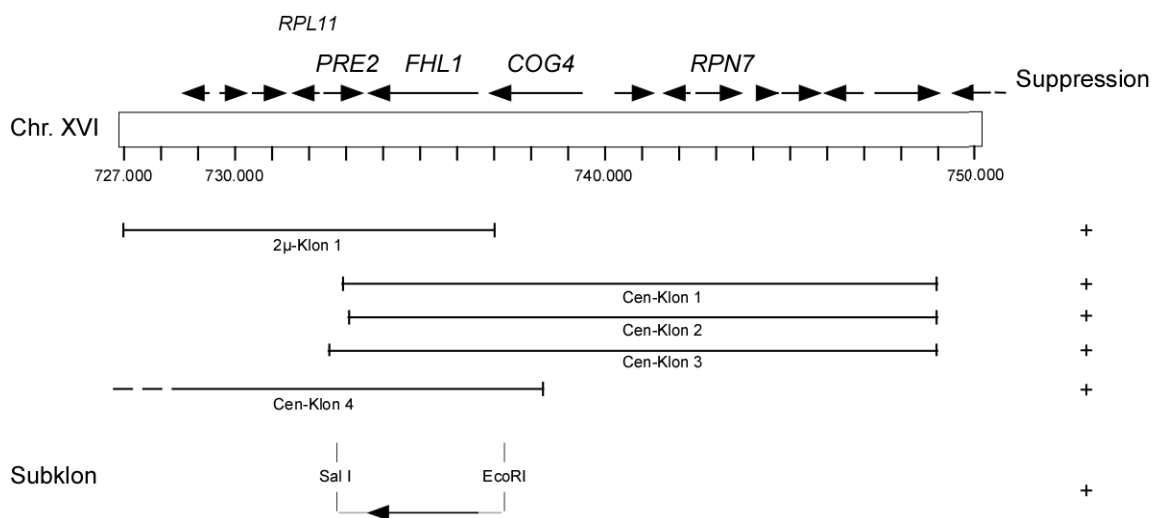 RPL11
PRE2 FHL1 COG4 RPN7 Suppression
Chr. XVI
727.000 730.000 740.000 750.000
2µ-Klon 1 +
Cen-Klon 1 +
Cen-Klon 2 +
Cen-Klon 3 +
Cen-Klon 4 +
Subklon Sal I EcoRI +